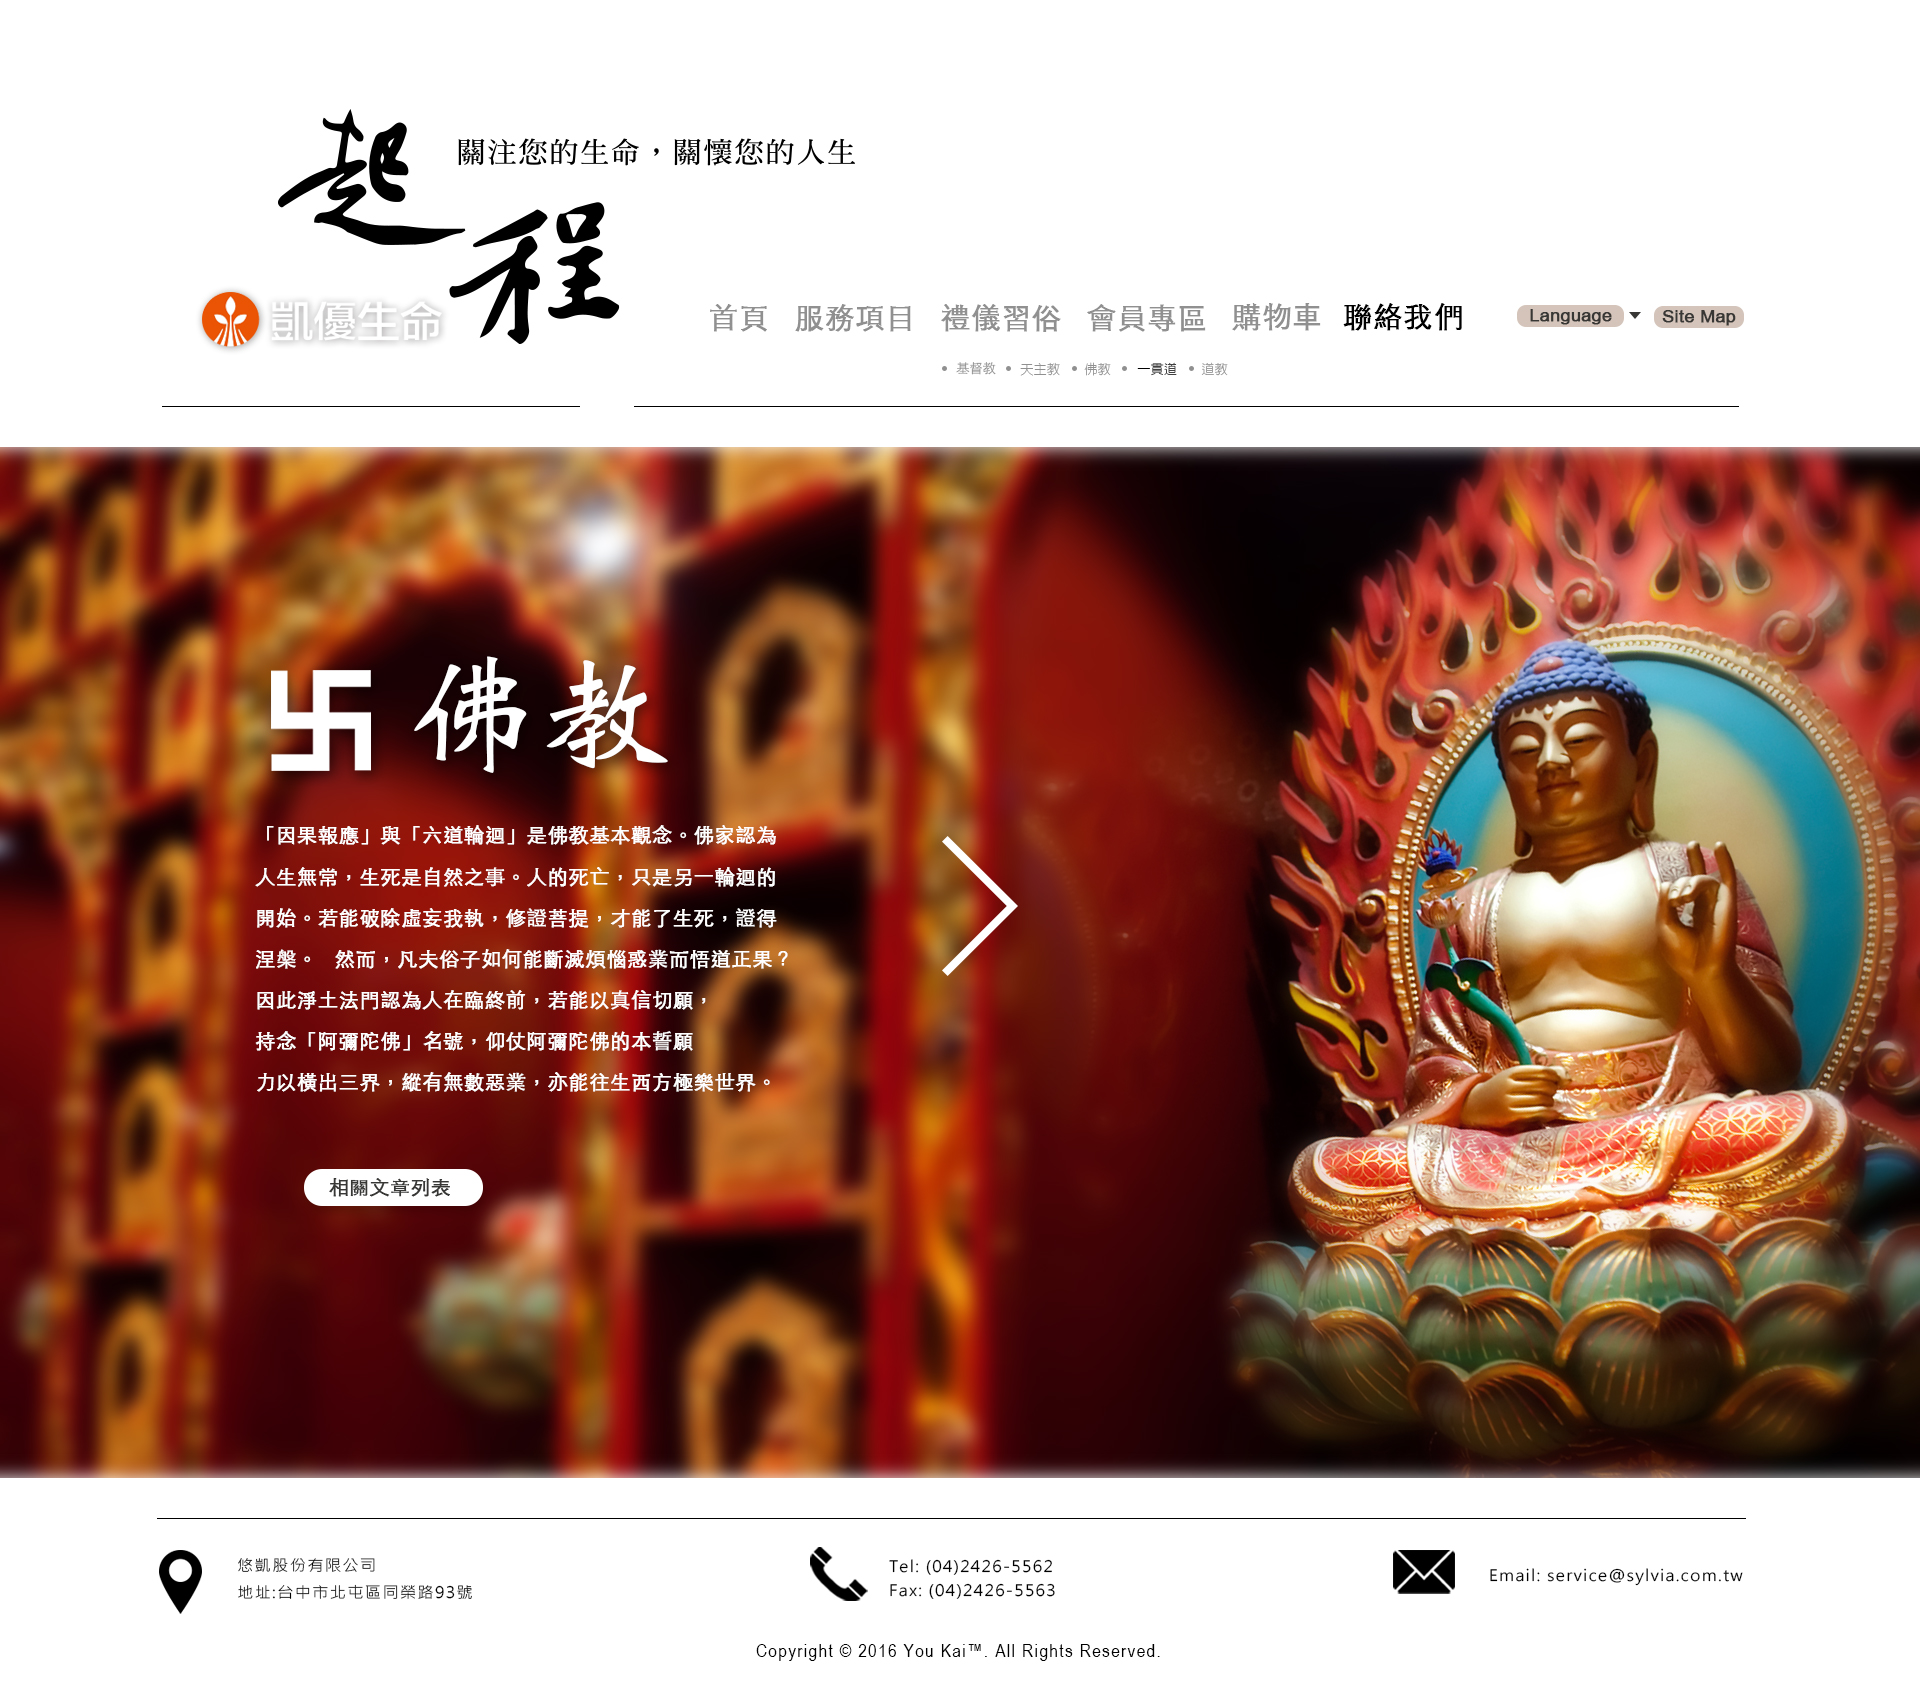 起程
關注您的生命，關懷您的人生
凱優生命
首頁 服務項目 禮儀習俗 會員專區 購物車 聯絡我們 Language Site Map
• 基督教 • 天主教 • 佛教 • 一貫道 • 道教
卐 佛教
「因果報應」與「六道輪迴」是佛教基本觀念。佛家認為
人生無常，生死是自然之事。人的死亡，只是另一輪迴的
開始。若能破除虛妄我執，修證菩提，才能了生死，證得
涅槃。 然而，凡夫俗子如何能斷滅煩惱惑業而悟道正果？
因此淨土法門認為人在臨終前，若能以真信切願，
持念「阿彌陀佛」名號，仰仗阿彌陀佛的本誓願
力以橫出三界，縱有無數惡業，亦能往生西方極樂世界。
相關文章列表
悠凱股份有限公司
地址:台中市北屯區同榮路93號
Tel: (04)2426-5562
Fax: (04)2426-5563
Email: service@sylvia.com.tw
Copyright © 2016 You Kai™. All Rights Reserved.